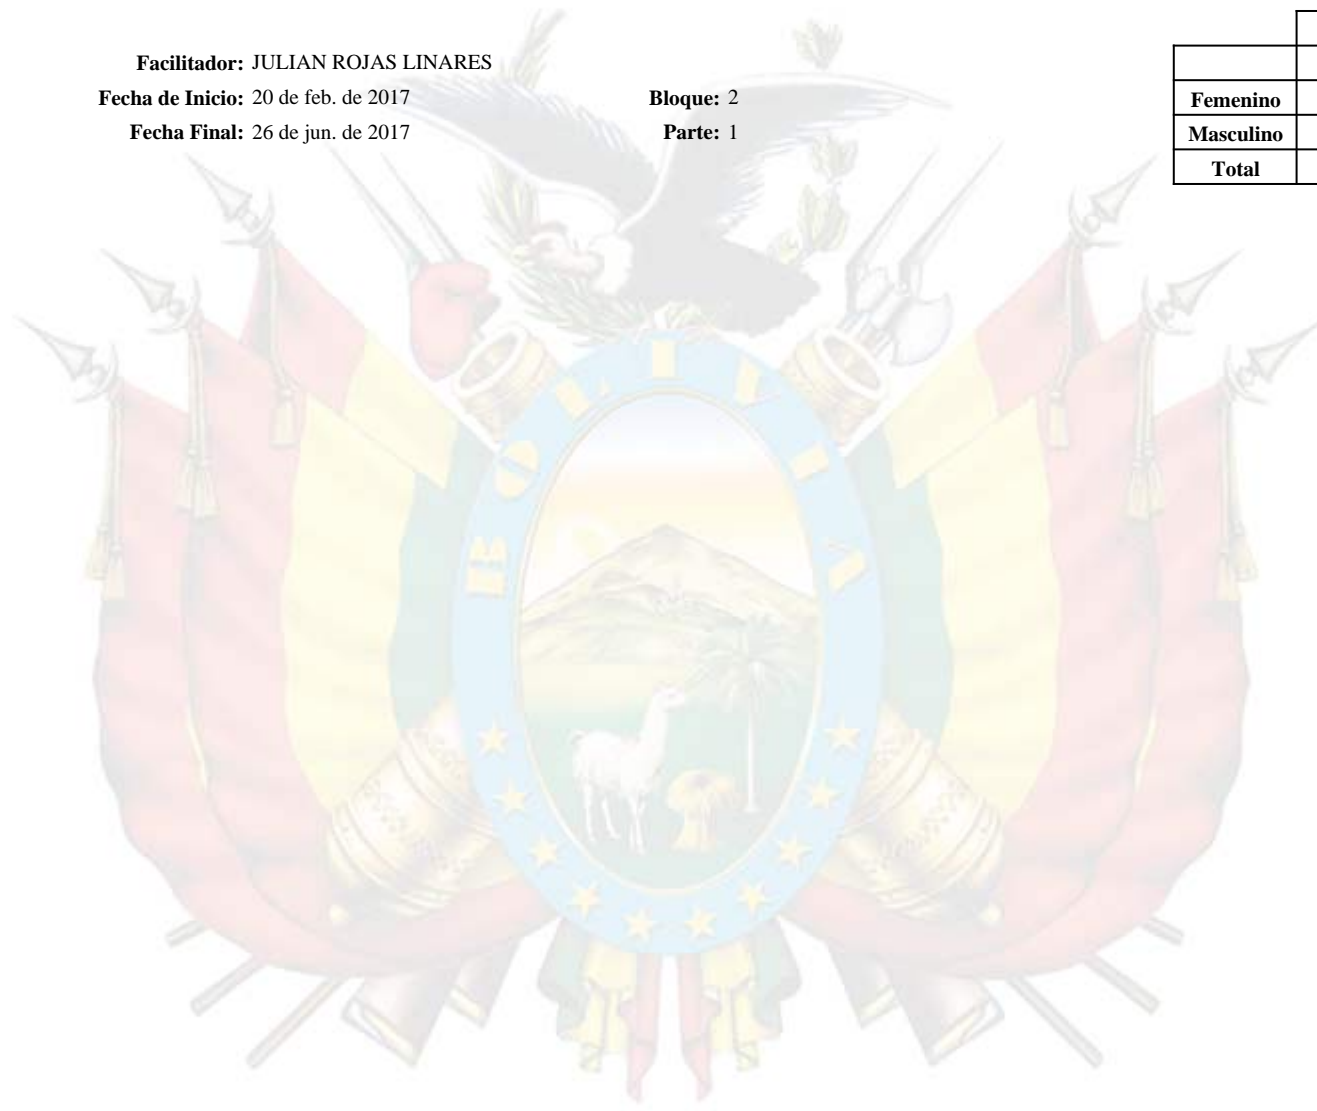 Facilitador: JULIAN ROJAS LINARES
Fecha de Inicio: 20 de feb. de 2017 Bloque: 2
Fecha Final: 26 de jun. de 2017 Parte: 1
Femenino
Masculino
Total
BOLIVIA